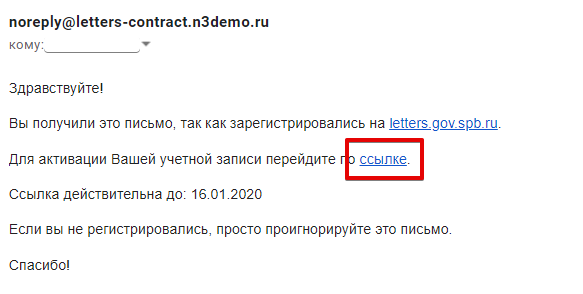 noreply@letters-contract.n3demo.ru
кому:
Здравствуйте!
Вы получили это письмо, так как зарегистрировались на letters.gov.spb.ru.
Для активации Вашей учетной записи перейдите по ссылке.
Ссылка действительна до: 16.01.2020
Если вы не регистрировались, просто проигнорируйте это письмо.
Спасибо!